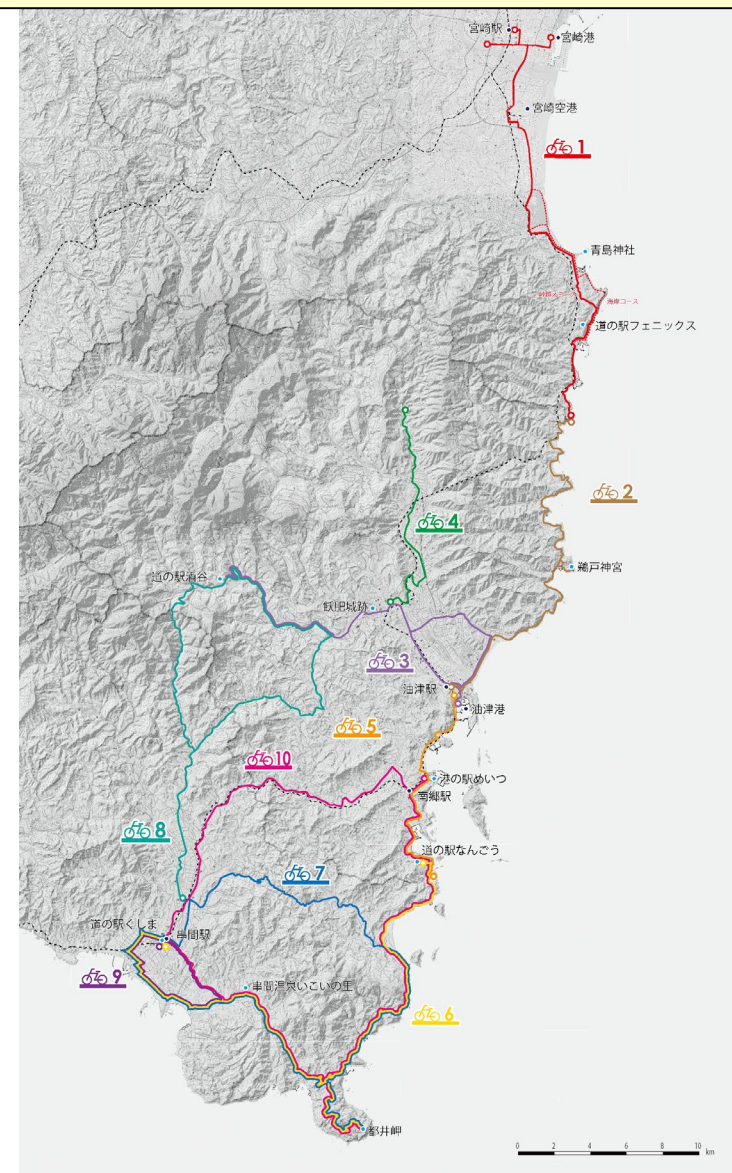 宮崎駅
宮崎港
宮崎空港
1
青島神社
海岸コース
道の駅フェニックス
2
4
鵜戸神宮
道の駅酒谷
飫肥城跡
3
油津駅
油津港
5
10
港の駅めいつ
南郷駅
8
道の駅なんごう
7
道の駅くしま
串間駅
9
串間温泉いこいの里
6
都井岬
0 2 4 6 8 10 km